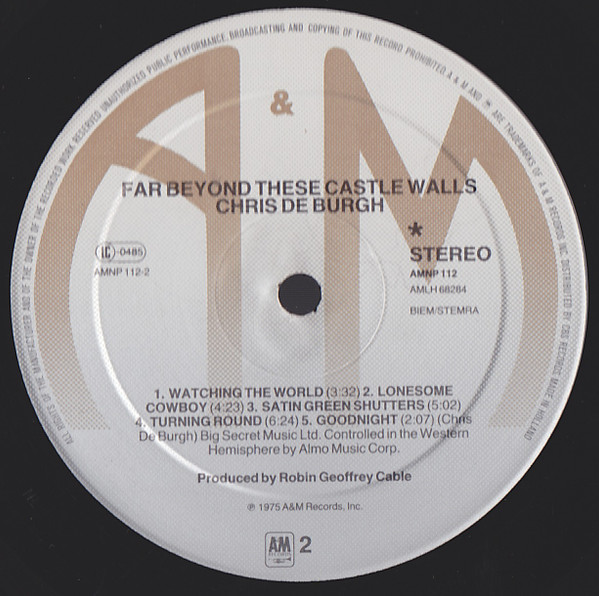 ALL RIGHTS OF THE MANUFACTURER AND OF THE OWNER OF THE RECORDED WORK RESERVED UNAUTHORIZED PUBLIC PERFORMANCE, BROADCASTING AND COPYING OF THIS RECORD PROHIBITED. A & M AND ARE TRADEMARKS OF A & M RECORDS INC. DISTRIBUTED BY CBS RECORDS MADE IN HOLLAND
A&M
FAR BEYOND THESE CASTLE WALLS
CHRIS DE BURGH
*
LC-0485
STEREO
AMNP 112-2
AMNP 112
AMLH 68284
BIEM/STEMRA
1. WATCHING THE WORLD (3:32) 2. LONESOME
COWBOY (4:23) 3. SATIN GREEN SHUTTERS (5:02)
4. TURNING ROUND (6:24) 5. GOODNIGHT (2:07) (Chris
De Burgh) Big Secret Music Ltd. Controlled in the Western
Hemisphere by Almo Music Corp.
Produced by Robin Geoffrey Cable
℗ 1975 A&M Records, Inc.
AM RECORDS 2